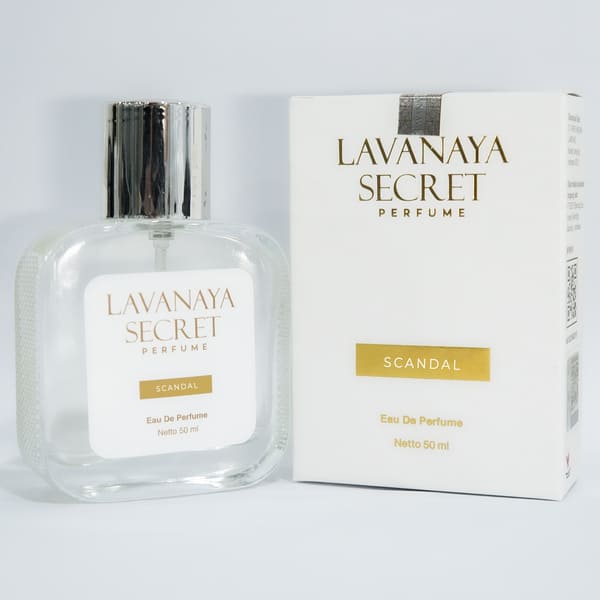 LAVANAYA
SECRET
PERFUME
SCANDAL
Eau De Perfume
Netto 50 ml
LAVANAYA
SECRET
PERFUME
SCANDAL
Eau De Perfume
Netto 50 ml